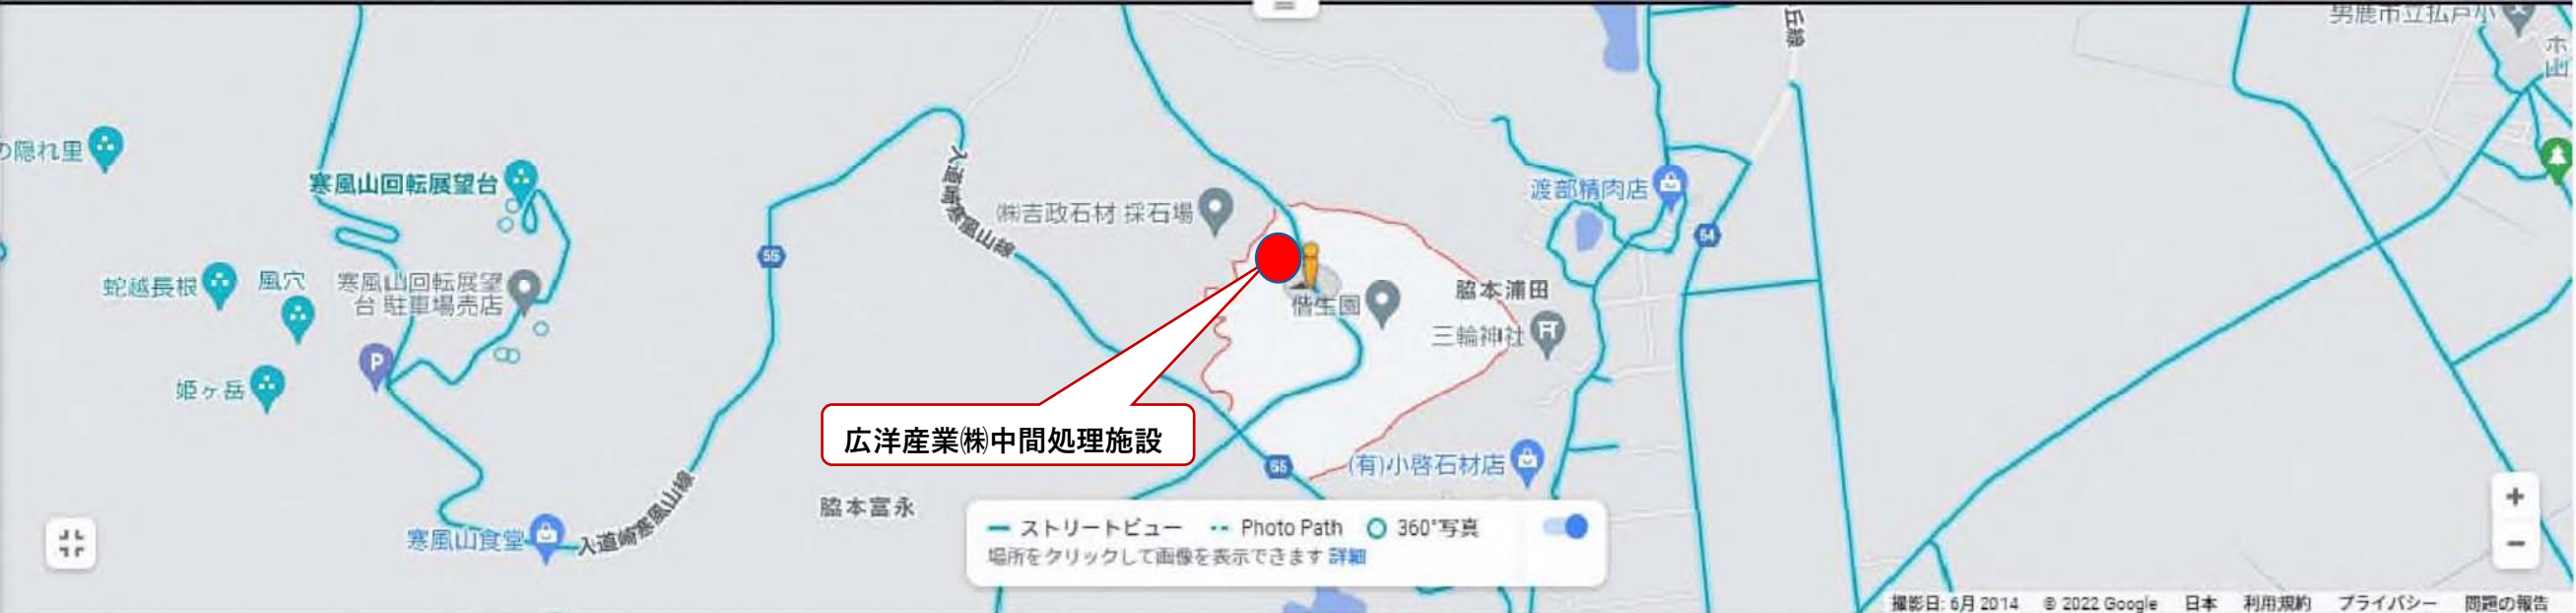 丘線
男鹿市立払戸小
の隠れ里
寒風山回転展望台
入道崎寒風山線
㈱吉政石材 採石場
渡部精肉店
55
54
蛇越長根
風穴
寒風山回転展望
台 駐車場売店
偕生園
脇本浦田
三輪神社
P
姫ヶ岳
広洋産業㈱中間処理施設
55
(有)小啓石材店
脇本富永
寒風山食堂
入道崎寒風山線
ストリートビュー Photo Path 360°写真
場所をクリックして画像を表示できます 詳細
撮影日: 6月 2014 © 2022 Google 日本 利用規約 プライバシー 問題の報告